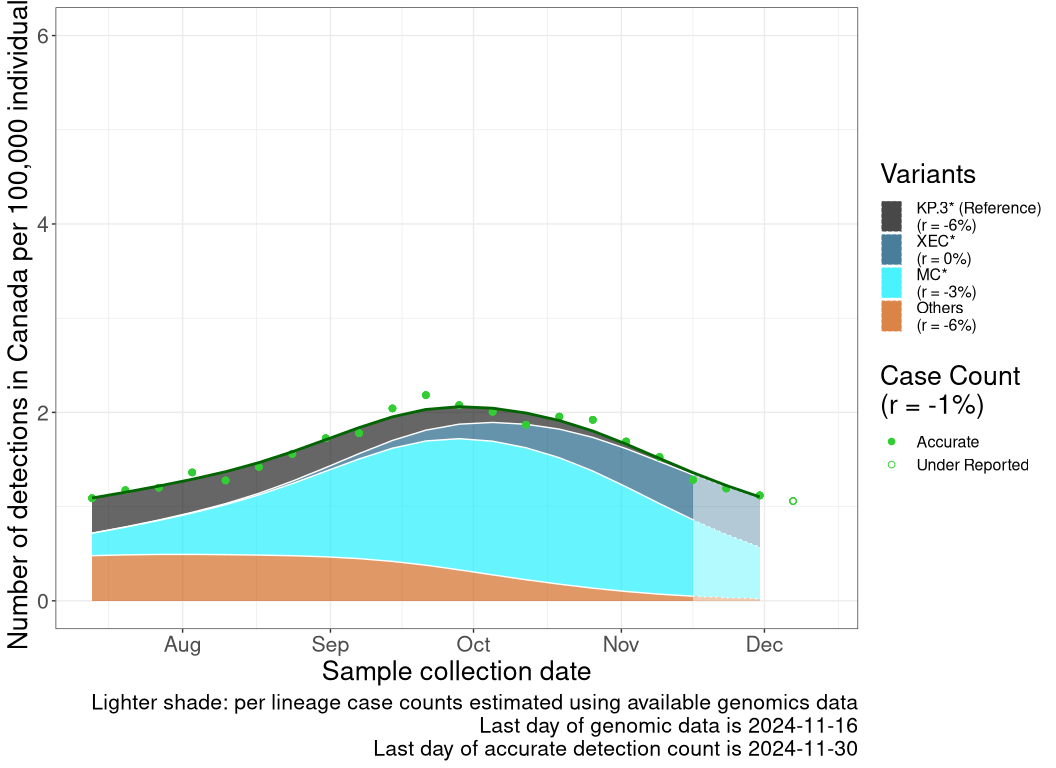 Number of detections in Canada per 100,000 individual
6
4
2
0
Aug Sep Oct Nov Dec
Sample collection date
Lighter shade: per lineage case counts estimated using available genomics data
Last day of genomic data is 2024-11-16
Last day of accurate detection count is 2024-11-30
Variants
KP.3* (Reference)
(r = -6%)
XEC*
(r = 0%)
MC*
(r = -3%)
Others
(r = -6%)
Case Count
(r = -1%)
Accurate
Under Reported